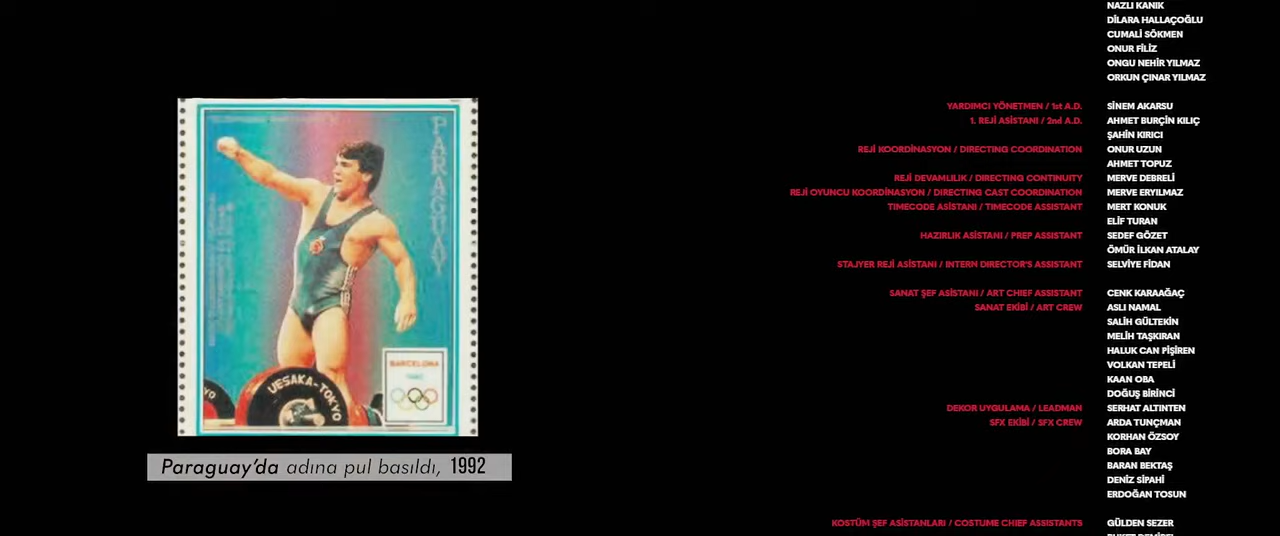 PARAGUAY
BARCELONA
UESAKA-TOKYO
YO
Paraguay'da adına pul basıldı, 1992
NAZLI KANIK
DİLARA HALLAÇOĞLU
CUMALİ SÖKMEN
ONUR FİLİZ
ONGU NEHİR YILMAZ
ORKUN ÇINAR YILMAZ
YARDIMCI YÖNETMEN / 1st A.D. SİNEM AKARSU
1. REJİ ASİSTANI / 2nd A.D. AHMET BURÇİN KILIÇ
ŞAHİN KIRICI
REJİ KOORDİNASYON / DIRECTING COORDINATION ONUR UZUN
AHMET TOPUZ
REJİ DEVAMLILIK / DIRECTING CONTINUITY MERVE DEBRELİ
REJİ OYUNCU KOORDİNASYON / DIRECTING CAST COORDINATION MERVE ERYILMAZ
TIMECODE ASİSTANI / TIMECODE ASSISTANT MERT KONUK
ELİF TURAN
HAZIRLIK ASİSTANI / PREP ASSISTANT SEDEF GÖZET
ÖMÜR İLKAN ATALAY
STAJYER REJİ ASİSTANI / INTERN DIRECTOR'S ASSISTANT SELVİYE FİDAN
SANAT ŞEF ASİSTANI / ART CHIEF ASSISTANT CENK KARAAĞAÇ
SANAT EKİBİ / ART CREW ASLI NAMAL
SALİH GÜLTEKİN
MELİH TAŞKIRAN
HALUK CAN PİŞİREN
VOLKAN TEPELİ
KAAN OBA
DOĞUŞ BİRİNCİ
DEKOR UYGULAMA / LEADMAN SERHAT ALTINTEN
SFX EKİBİ / SFX CREW ARDA TUNÇMAN
KORHAN ÖZSOY
BORA BAY
BARAN BEKTAŞ
DENİZ SİPAHİ
ERDOĞAN TOSUN
KOSTÜM ŞEF ASİSTANLARI / COSTUME CHIEF ASSISTANTS GÜLDEN SEZER